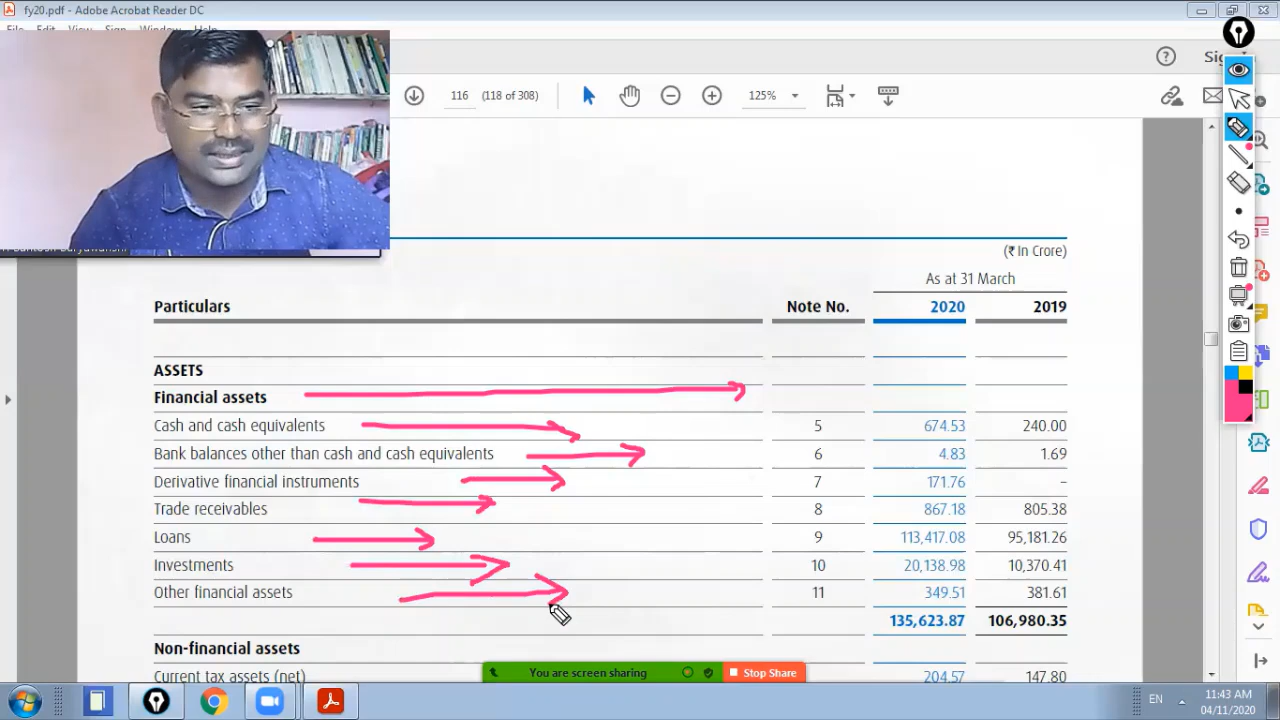 fy20.pdf - Adobe Acrobat Reader DC
116 (118 of 308) 125%
(₹ In Crore)
As at 31 March
Particulars Note No. 2020 2019
ASSETS
Financial assets
Cash and cash equivalents 5 674.53 240.00
Bank balances other than cash and cash equivalents 6 4.83 1.69
Derivative financial instruments 7 171.76 –
Trade receivables 8 867.18 805.38
Loans 9 113,417.08 95,181.26
Investments 10 20,138.98 10,370.41
Other financial assets 11 349.51 381.61
135,623.87 106,980.35
Non-financial assets
Current tax assets (net) 204.57 147.80
You are screen sharing Stop Share
EN 11:43 AM
04/11/2020